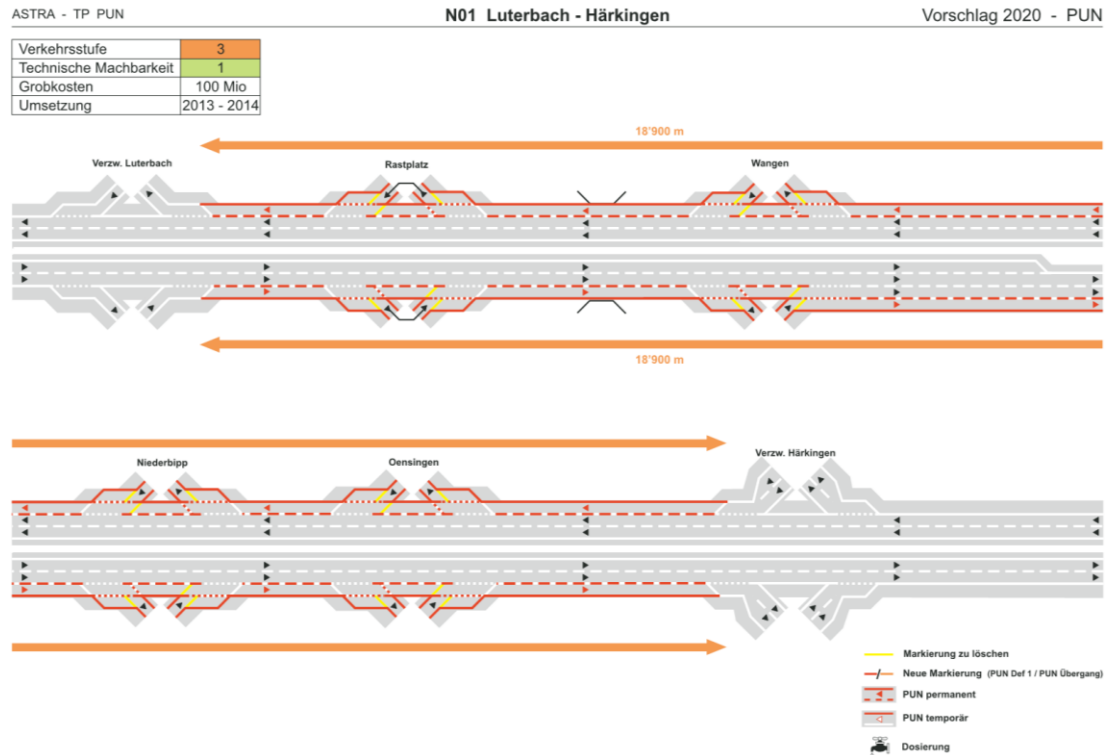 ASTRA - TP PUN
N01 Luterbach - Härkingen
Vorschlag 2020 - PUN
Verkehrsstufe 3
Technische Machbarkeit 1
Grobkosten 100 Mio
Umsetzung 2013 - 2014
18'900 m
Verzw. Luterbach
Rastplatz
Wangen
18'900 m
Niederbipp
Oensingen
Verzw. Härkingen
Markierung zu löschen
Neue Markierung (PUN Def 1 / PUN Übergang)
PUN permanent
PUN temporär
Dosierung